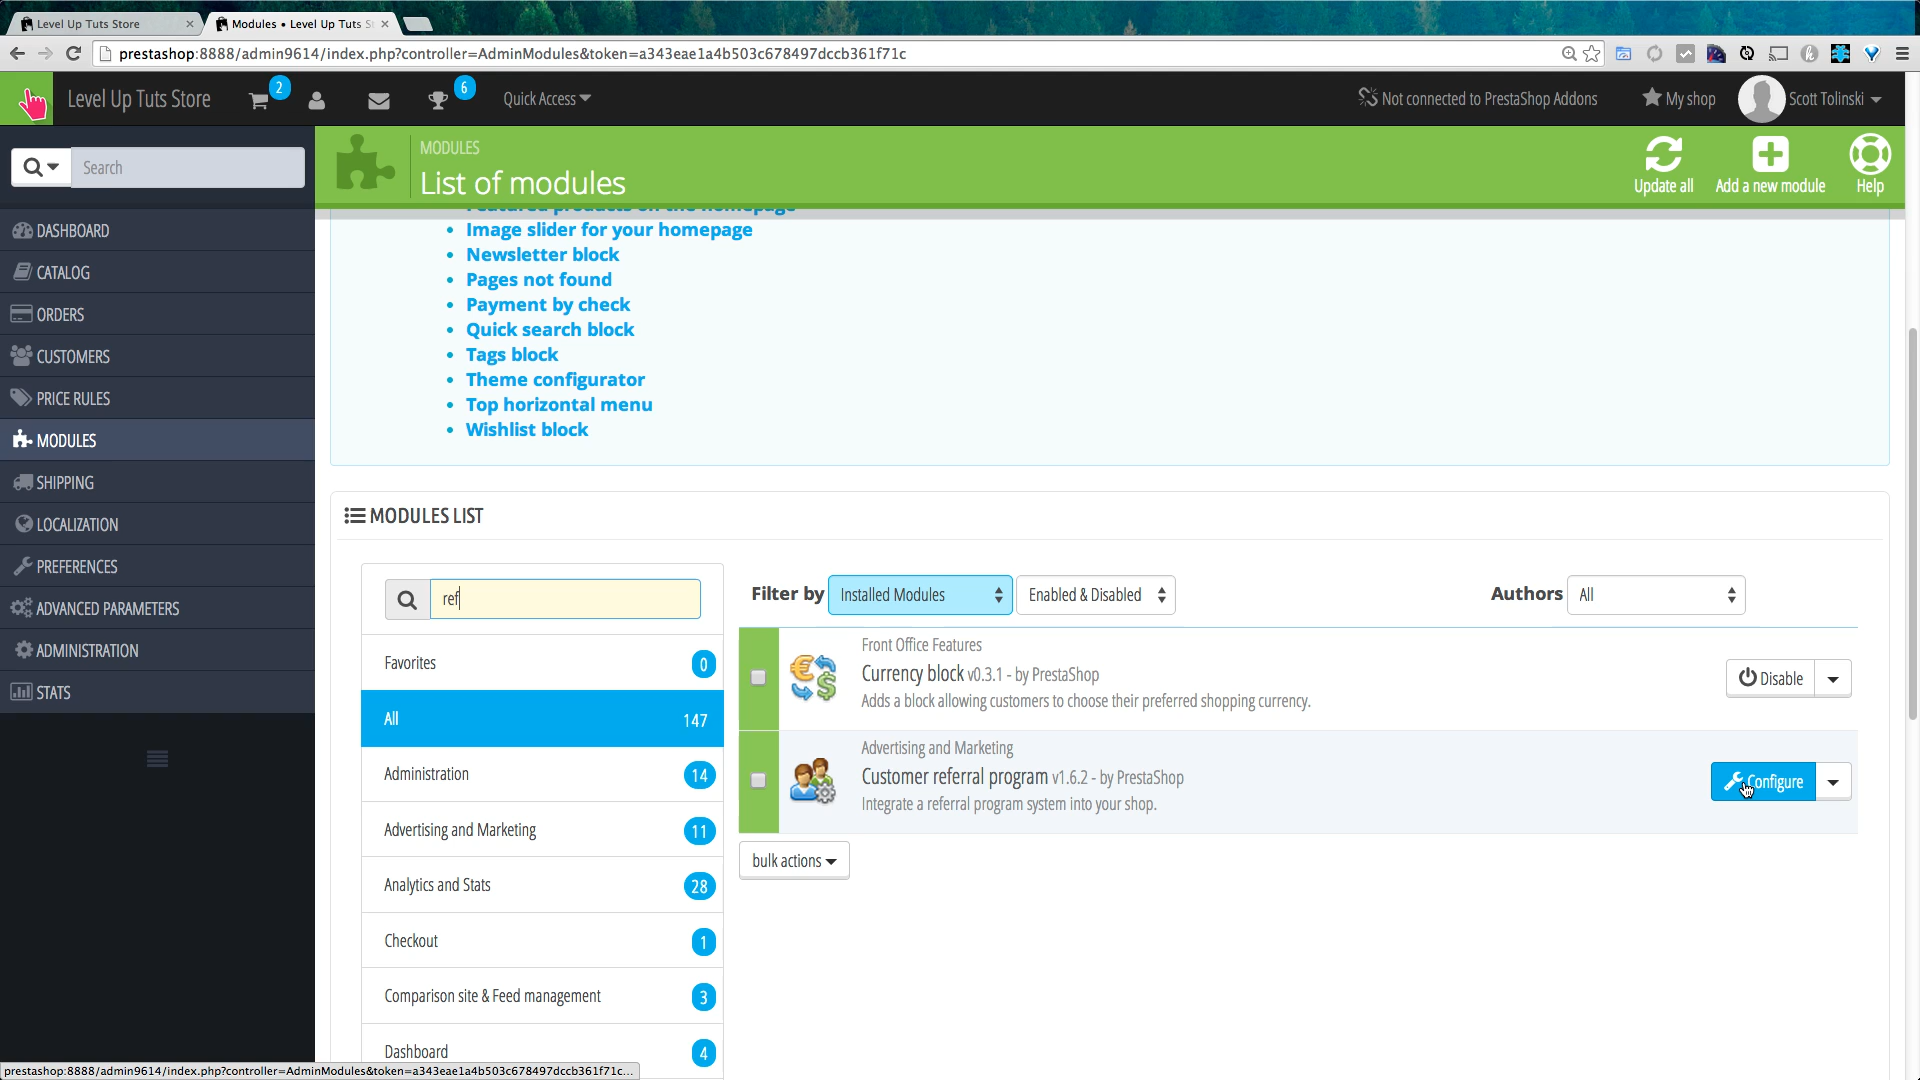 Level Up Tuts Store
Modules • Level Up Tuts S
prestashop:8888/admin9614/index.php?controller=AdminModules&token=a343eae1a4b503c678497dccb361f71c
Level Up Tuts Store
2
6
Quick Access
Not connected to PrestaShop Addons
My shop
Scott Tolinski
Search
MODULES
List of modules
Update all
Add a new module
Help
DASHBOARD
CATALOG
ORDERS
CUSTOMERS
PRICE RULES
MODULES
SHIPPING
LOCALIZATION
PREFERENCES
ADVANCED PARAMETERS
ADMINISTRATION
STATS
Featured products on the homepage
• Image slider for your homepage
• Newsletter block
• Pages not found
• Payment by check
• Quick search block
• Tags block
• Theme configurator
• Top horizontal menu
• Wishlist block
MODULES LIST
ref
Favorites 0
All 147
Administration 14
Advertising and Marketing 11
Analytics and Stats 28
Checkout 1
Comparison site & Feed management 3
Dashboard 4
Filter by Installed Modules Enabled & Disabled
Authors All
Front Office Features
Currency block v0.3.1 - by PrestaShop
Adds a block allowing customers to choose their preferred shopping currency.
Disable
Advertising and Marketing
Customer referral program v1.6.2 - by PrestaShop
Integrate a referral program system into your shop.
Configure
bulk actions
prestashop:8888/admin9614/index.php?controller=AdminModules&token=a343eae1a4b503c678497dccb361f71c...